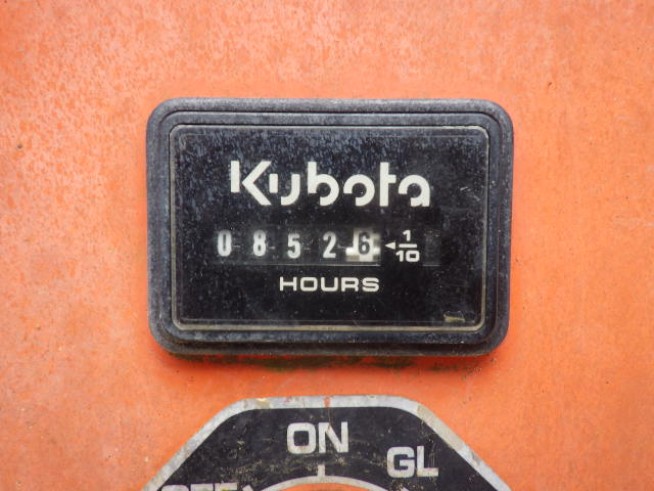 Kubota
0 8 5 2 6 ◄ 1/10
HOURS
ON
GL